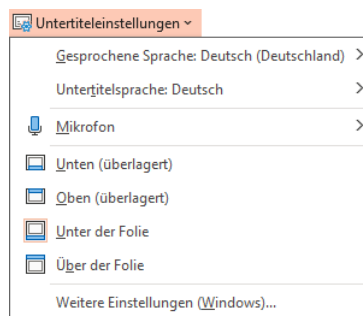 Untertiteleinstellungen
Gesprochene Sprache: Deutsch (Deutschland)
Untertitelsprache: Deutsch
Mikrofon
Unten (überlagert)
Oben (überlagert)
Unter der Folie
Über der Folie
Weitere Einstellungen (Windows)...